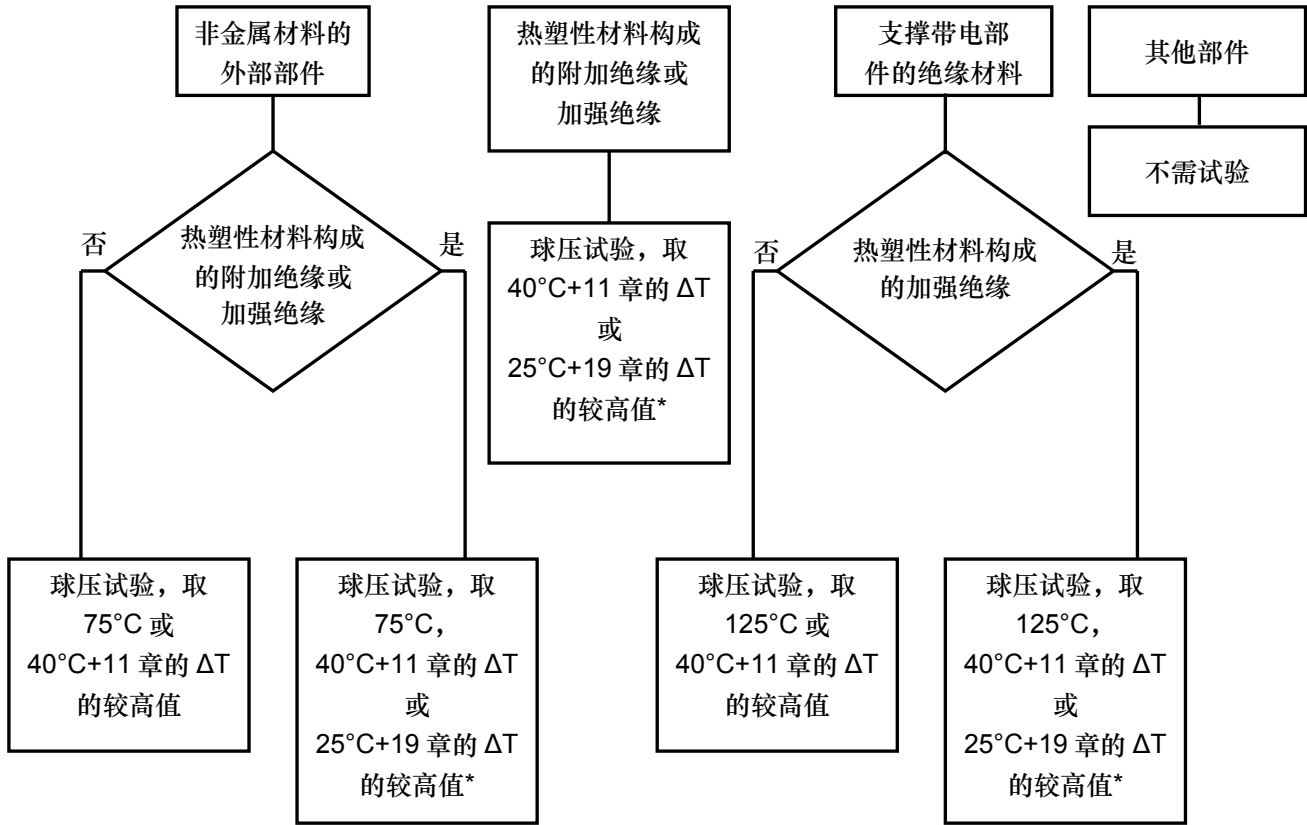 非金属材料的
外部部件
热塑性材料构成
的附加绝缘或
加强绝缘
支撑带电部
件的绝缘材料
其他部件
不需试验
否
热塑性材料构成
的附加绝缘或
加强绝缘
是
球压试验，取
40°C+11 章的 ΔT
或
25°C+19 章的 ΔT
的较高值*
否
热塑性材料构成
的加强绝缘
是
球压试验，取
75°C 或
40°C+11 章的 ΔT
的较高值
球压试验，取
75°C，
40°C+11 章的 ΔT
或
25°C+19 章的 ΔT
的较高值*
球压试验，取
125°C 或
40°C+11 章的 ΔT
的较高值
球压试验，取
125°C，
40°C+11 章的 ΔT
或
25°C+19 章的 ΔT
的较高值*